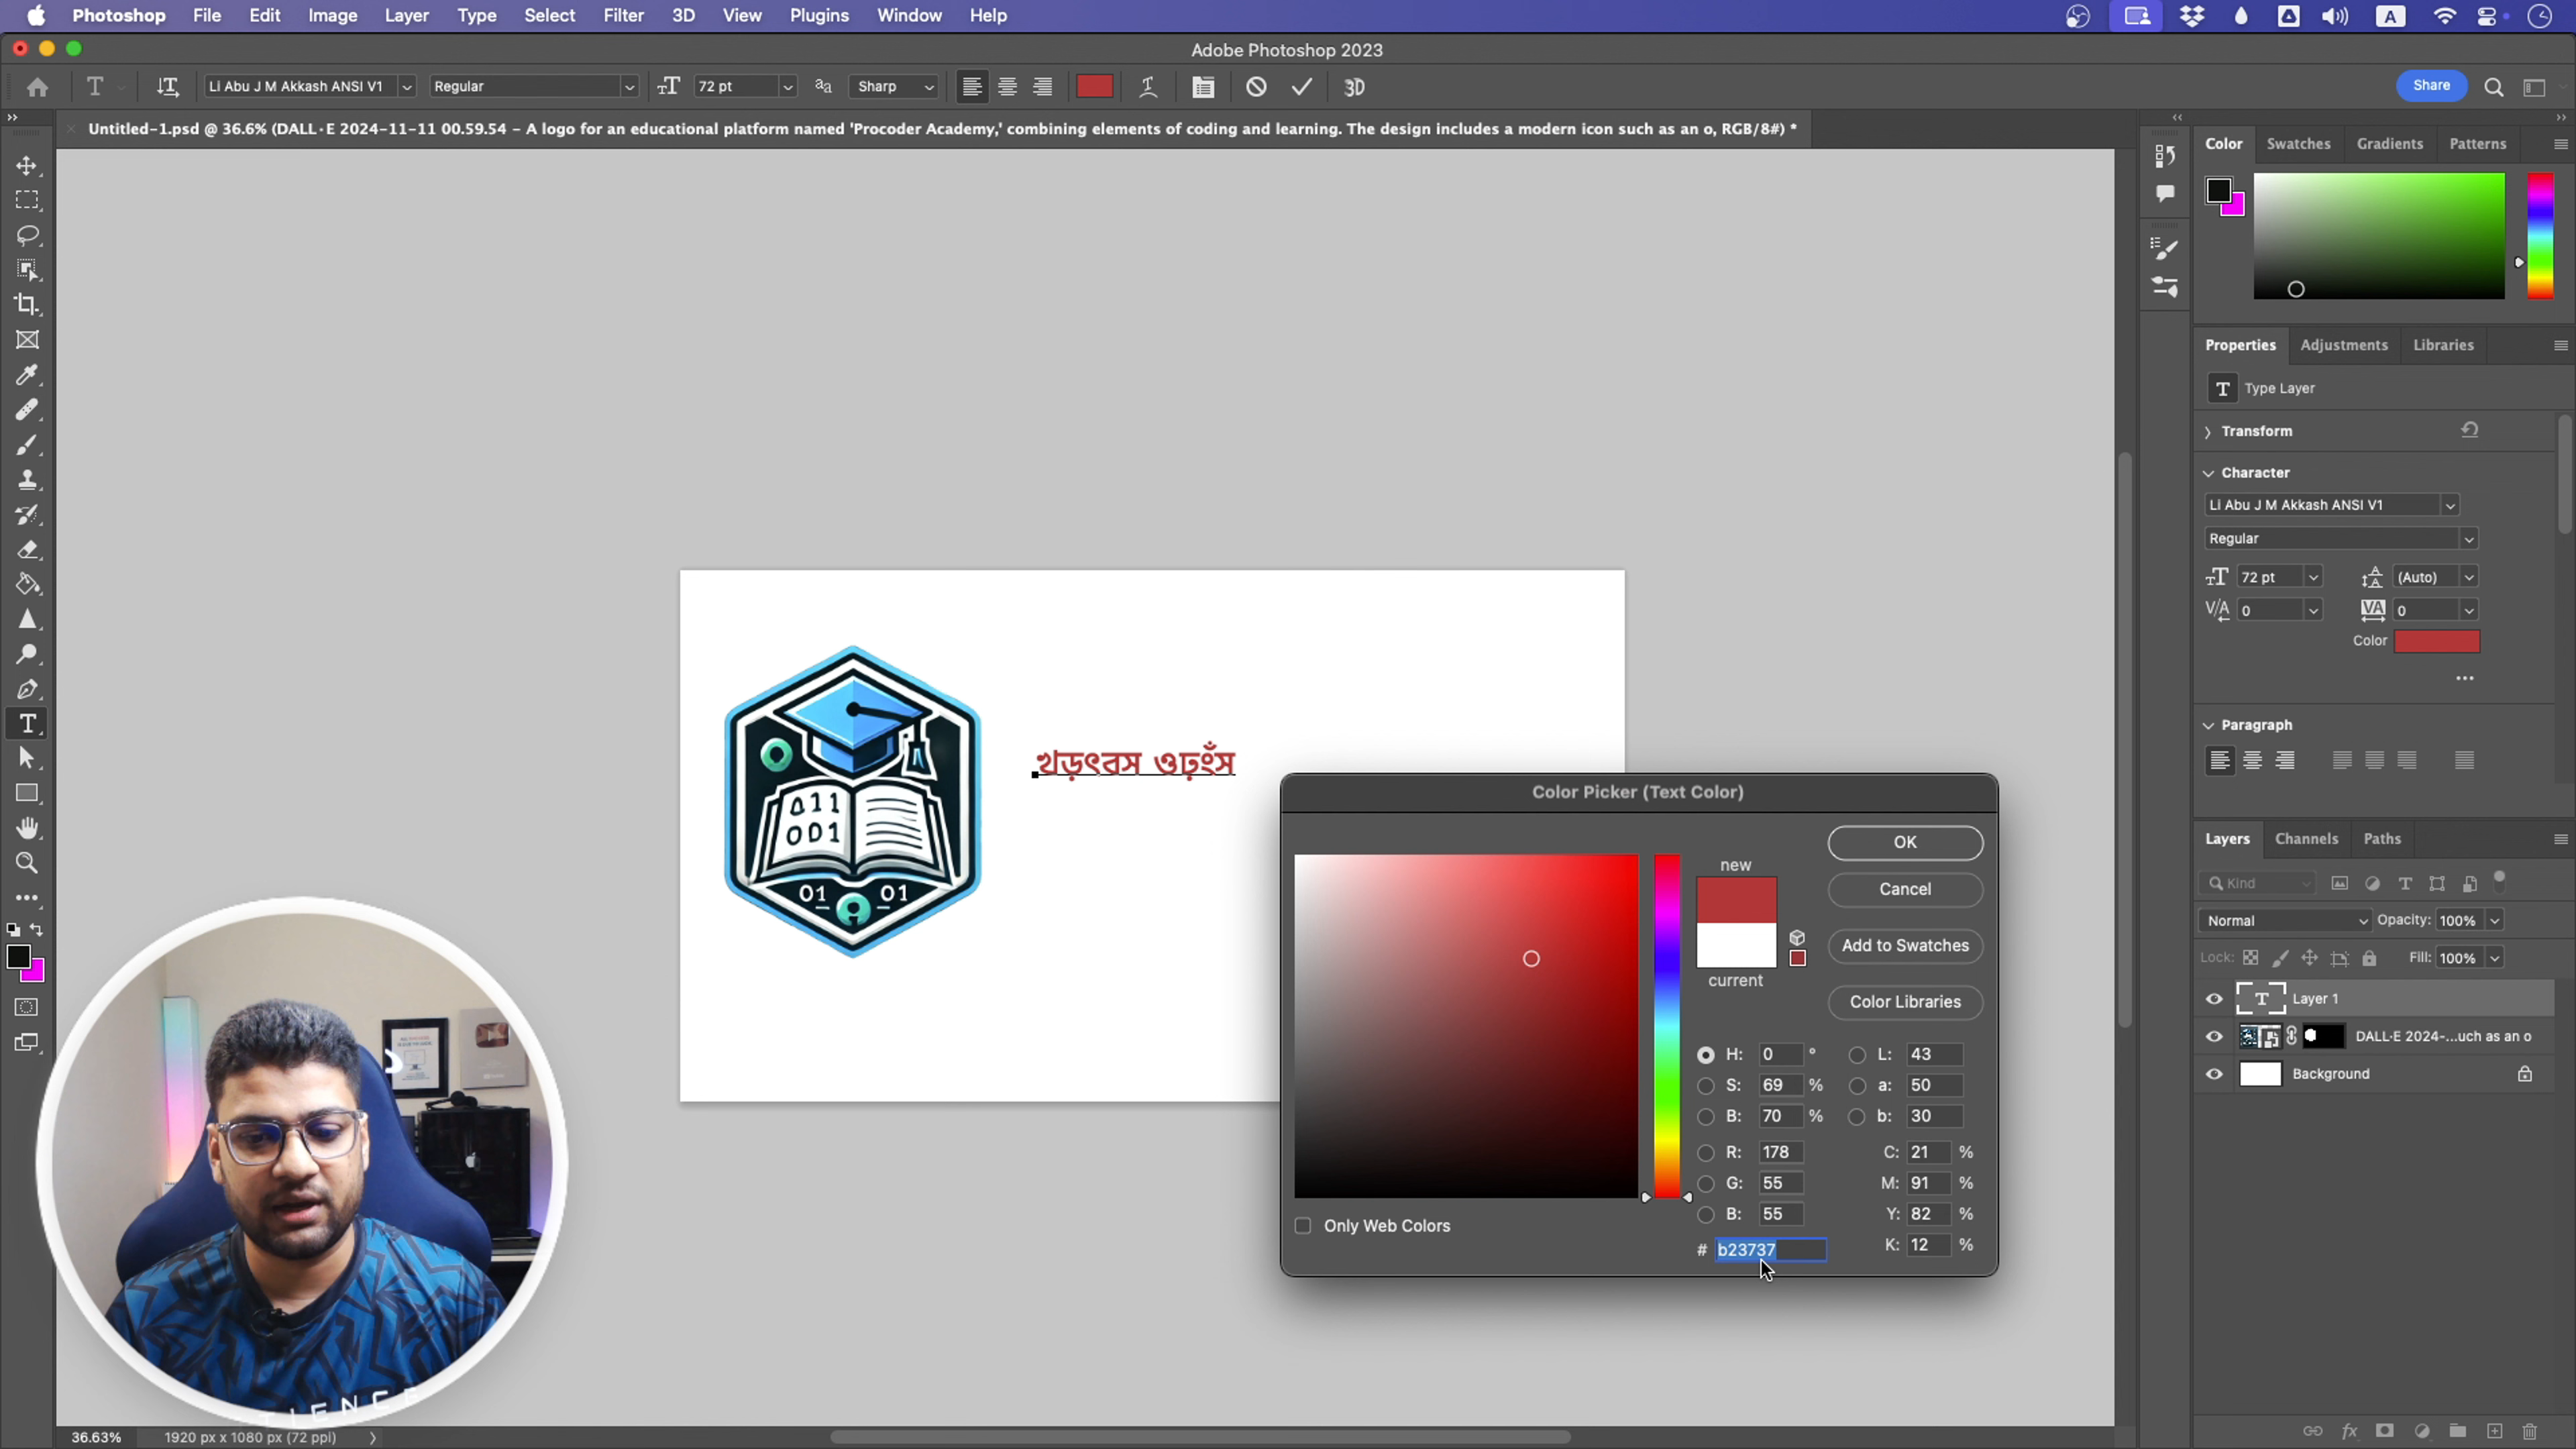 Photoshop File Edit Image Layer Type Select Filter 3D View Plugins Window Help
Adobe Photoshop 2023
Li Abu J M Akkash ANSI V1 Regular 72 pt Sharp 3D Share
Untitled-1.psd @ 36.6% (DALL·E 2024-11-11 00.59.54 – A logo for an educational platform named 'Procoder Academy,' combining elements of coding and learning. The design includes a modern icon such as an o, RGB/8#) *
Color Swatches Gradients Patterns
Properties Adjustments Libraries
T Type Layer
Transform
Character
Li Abu J M Akkash ANSI V1
Regular
72 pt (Auto)
V/A 0 VA 0
Color
Paragraph
খড়ৎবস ওঢ়হঁস
011
001
01 01
Color Picker (Text Color)
new
current
OK
Cancel
Add to Swatches
Color Libraries
H: 0 ° L: 43
S: 69 % a: 50
B: 70 % b: 30
R: 178 C: 21 %
G: 55 M: 91 %
B: 55 Y: 82 %
# b23737 K: 12 %
Only Web Colors
Layers Channels Paths
Kind
Normal Opacity: 100%
Lock: Fill: 100%
T Layer 1
DALL·E 2024-...uch as an o
Background
36.63% 1920 px x 1080 px (72 ppi)